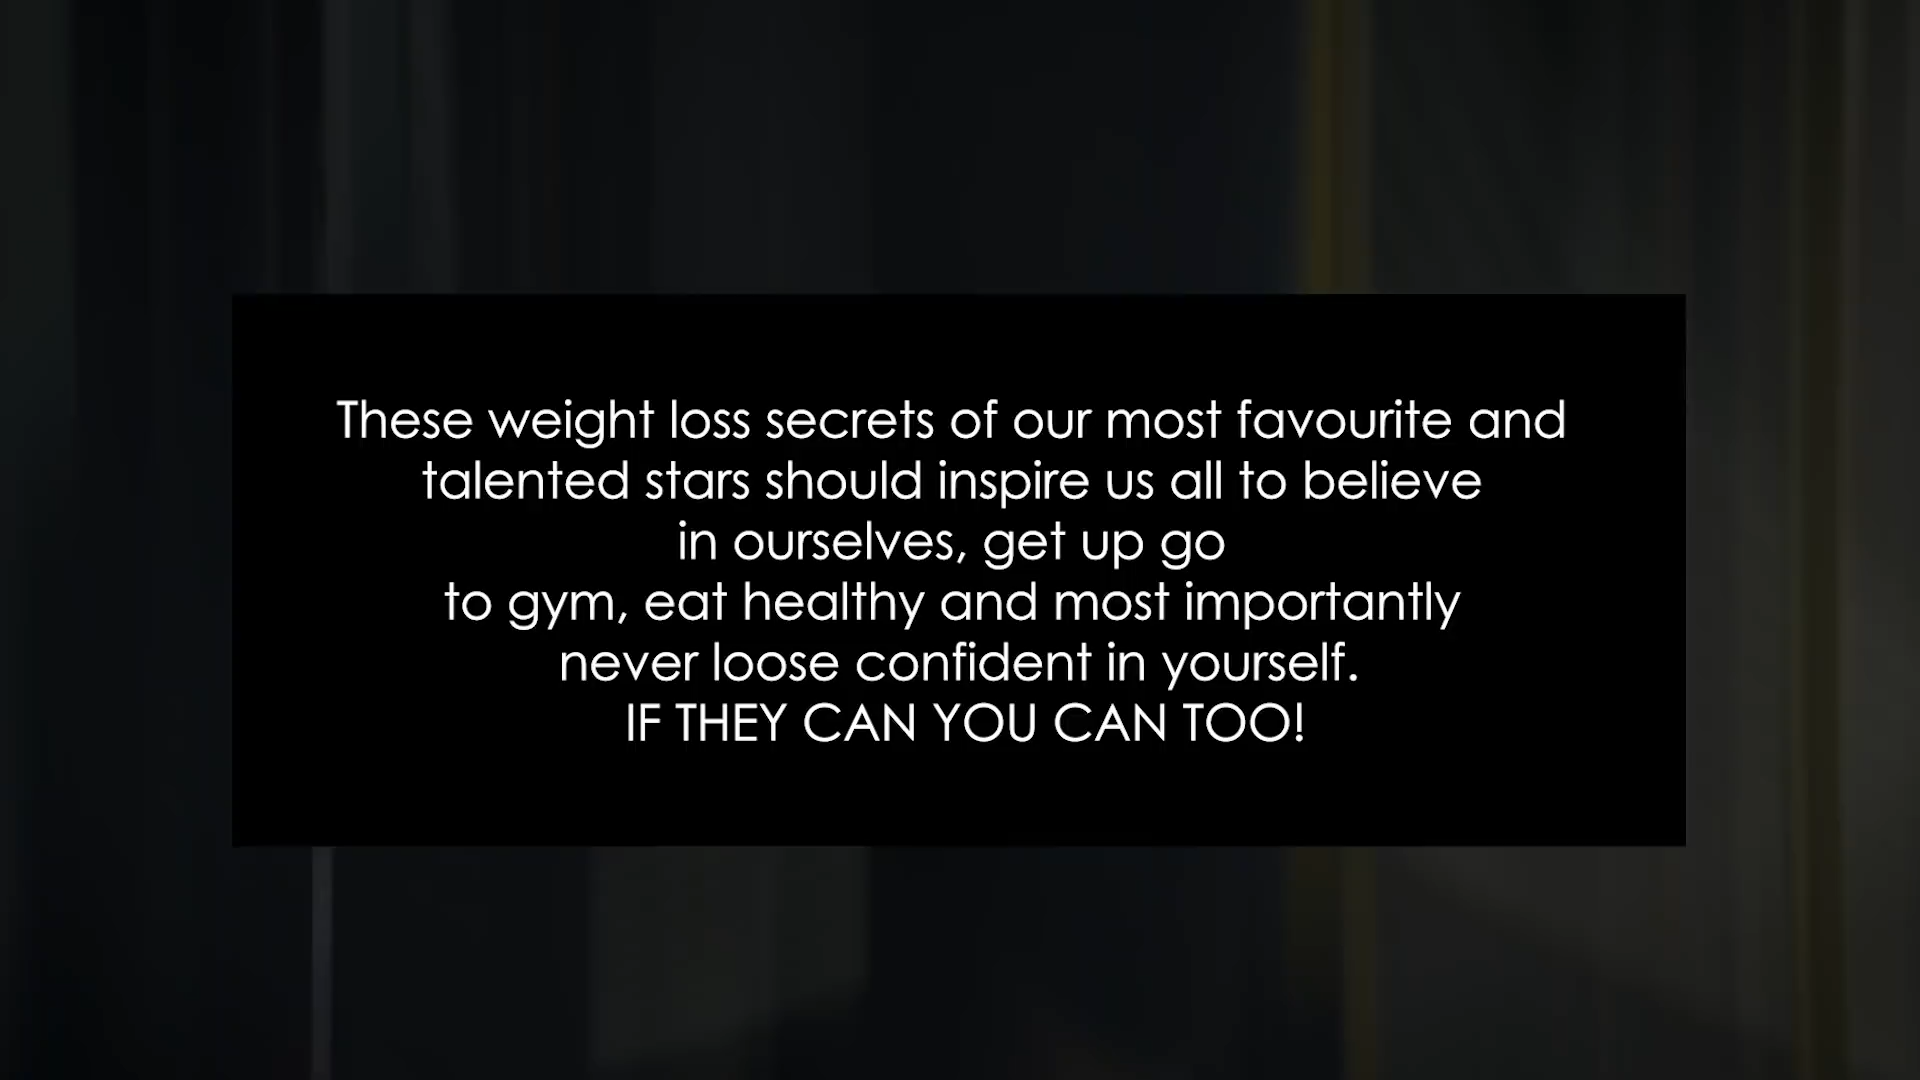 These weight loss secrets of our most favourite and
talented stars should inspire us all to believe
in ourselves, get up go
to gym, eat healthy and most importantly
never loose confident in yourself.
IF THEY CAN YOU CAN TOO!